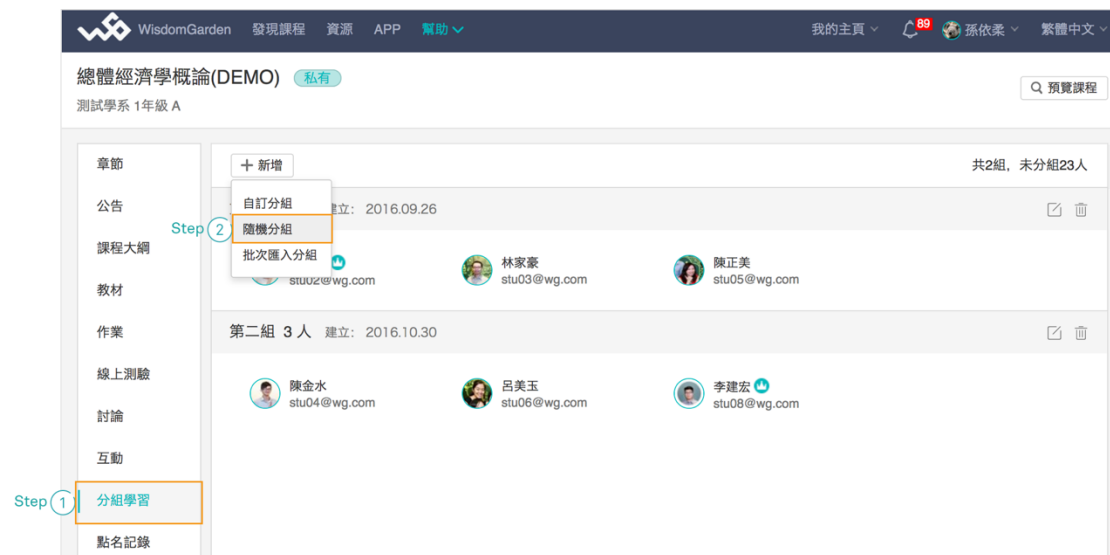 WisdomGarden 發現課程 資源 APP 幫助 我的主頁 89 孫依柔 繁體中文
總體經濟學概論(DEMO) 私有
預覽課程
測試學系 1年級 A
章節
公告
課程大綱
教材
作業
線上測驗
討論
互動
Step 1 分組學習
點名記錄
新增 共2組, 未分組23人
自訂分組 建立: 2016.09.26
Step 2 隨機分組
批次匯入分組
stu02@wg.com
林家豪
stu03@wg.com
陳正美
stu05@wg.com
第二組 3 人 建立: 2016.10.30
陳金水
stu04@wg.com
呂美玉
stu06@wg.com
李建宏
stu08@wg.com